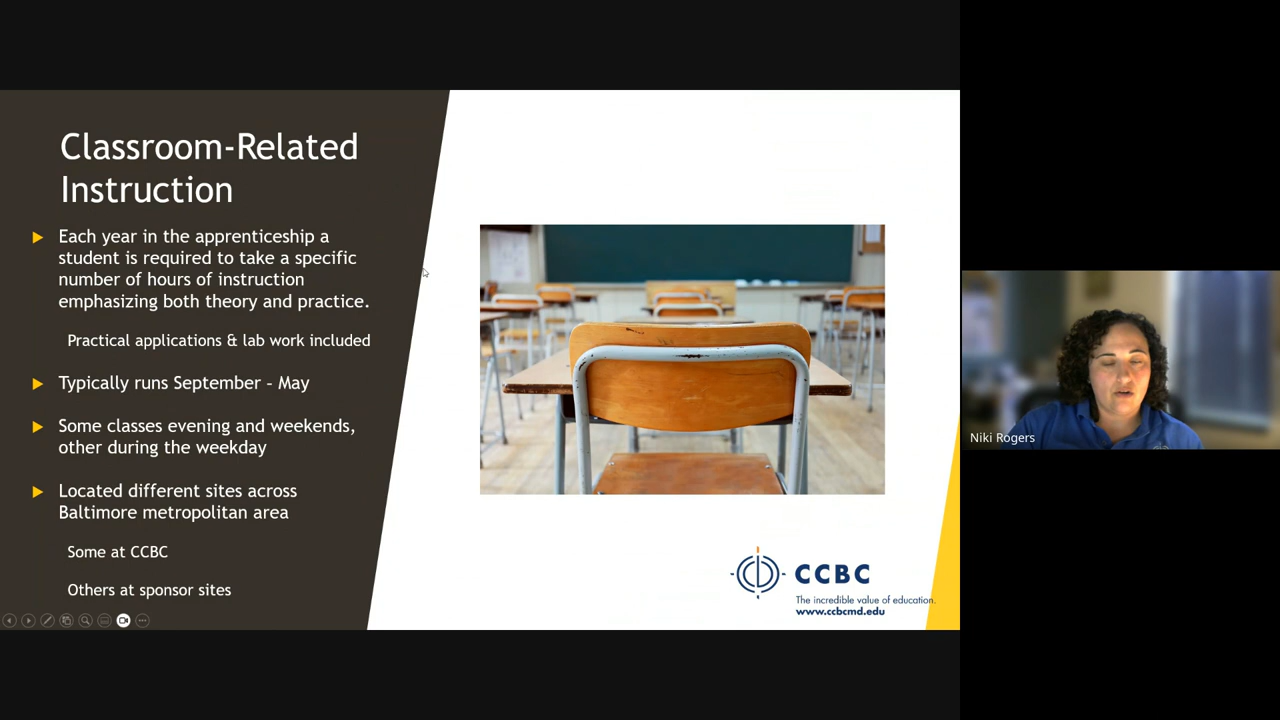 Classroom-Related
Instruction
Each year in the apprenticeship a
student is required to take a specific
number of hours of instruction
emphasizing both theory and practice.
Practical applications & lab work included
Typically runs September - May
Some classes evening and weekends,
other during the weekday
Located different sites across
Baltimore metropolitan area
Some at CCBC
Others at sponsor sites
CCBC
The incredible value of education.
www.ccbcmd.edu
Niki Rogers